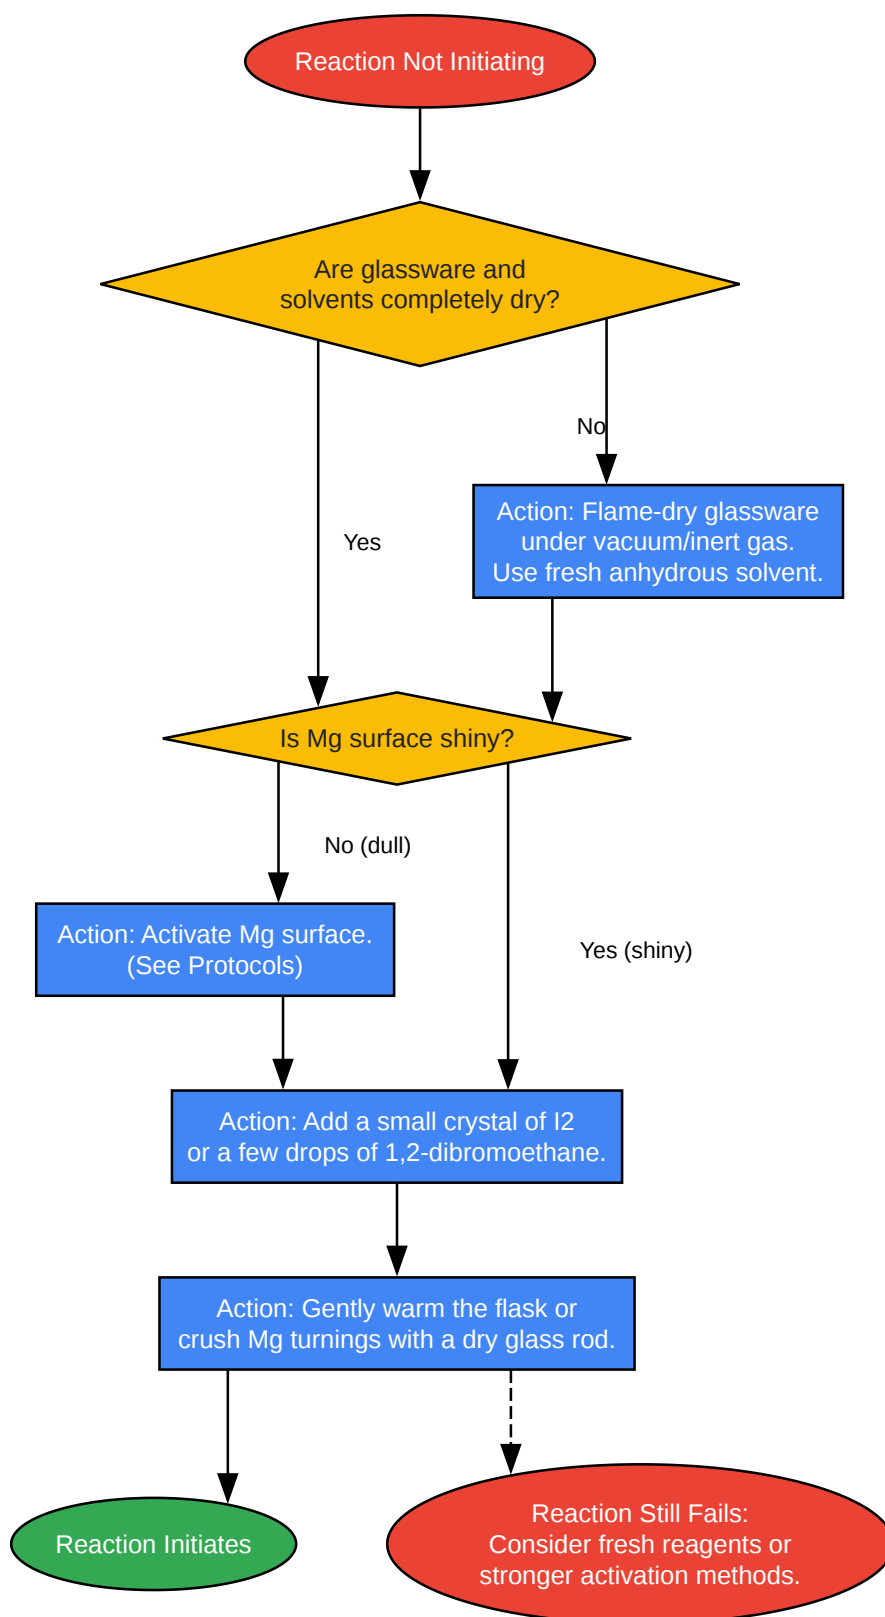 Reaction Not Initiating
Are glassware and
solvents completely dry?
No
Action: Flame-dry glassware
under vacuum/inert gas.
Use fresh anhydrous solvent.
Yes
Is Mg surface shiny?
No (dull)
Action: Activate Mg surface.
(See Protocols)
Yes (shiny)
Action: Add a small crystal of I2
or a few drops of 1,2-dibromoethane.
Action: Gently warm the flask or
crush Mg turnings with a dry glass rod.
Reaction Initiates
Reaction Still Fails:
Consider fresh reagents or
stronger activation methods.